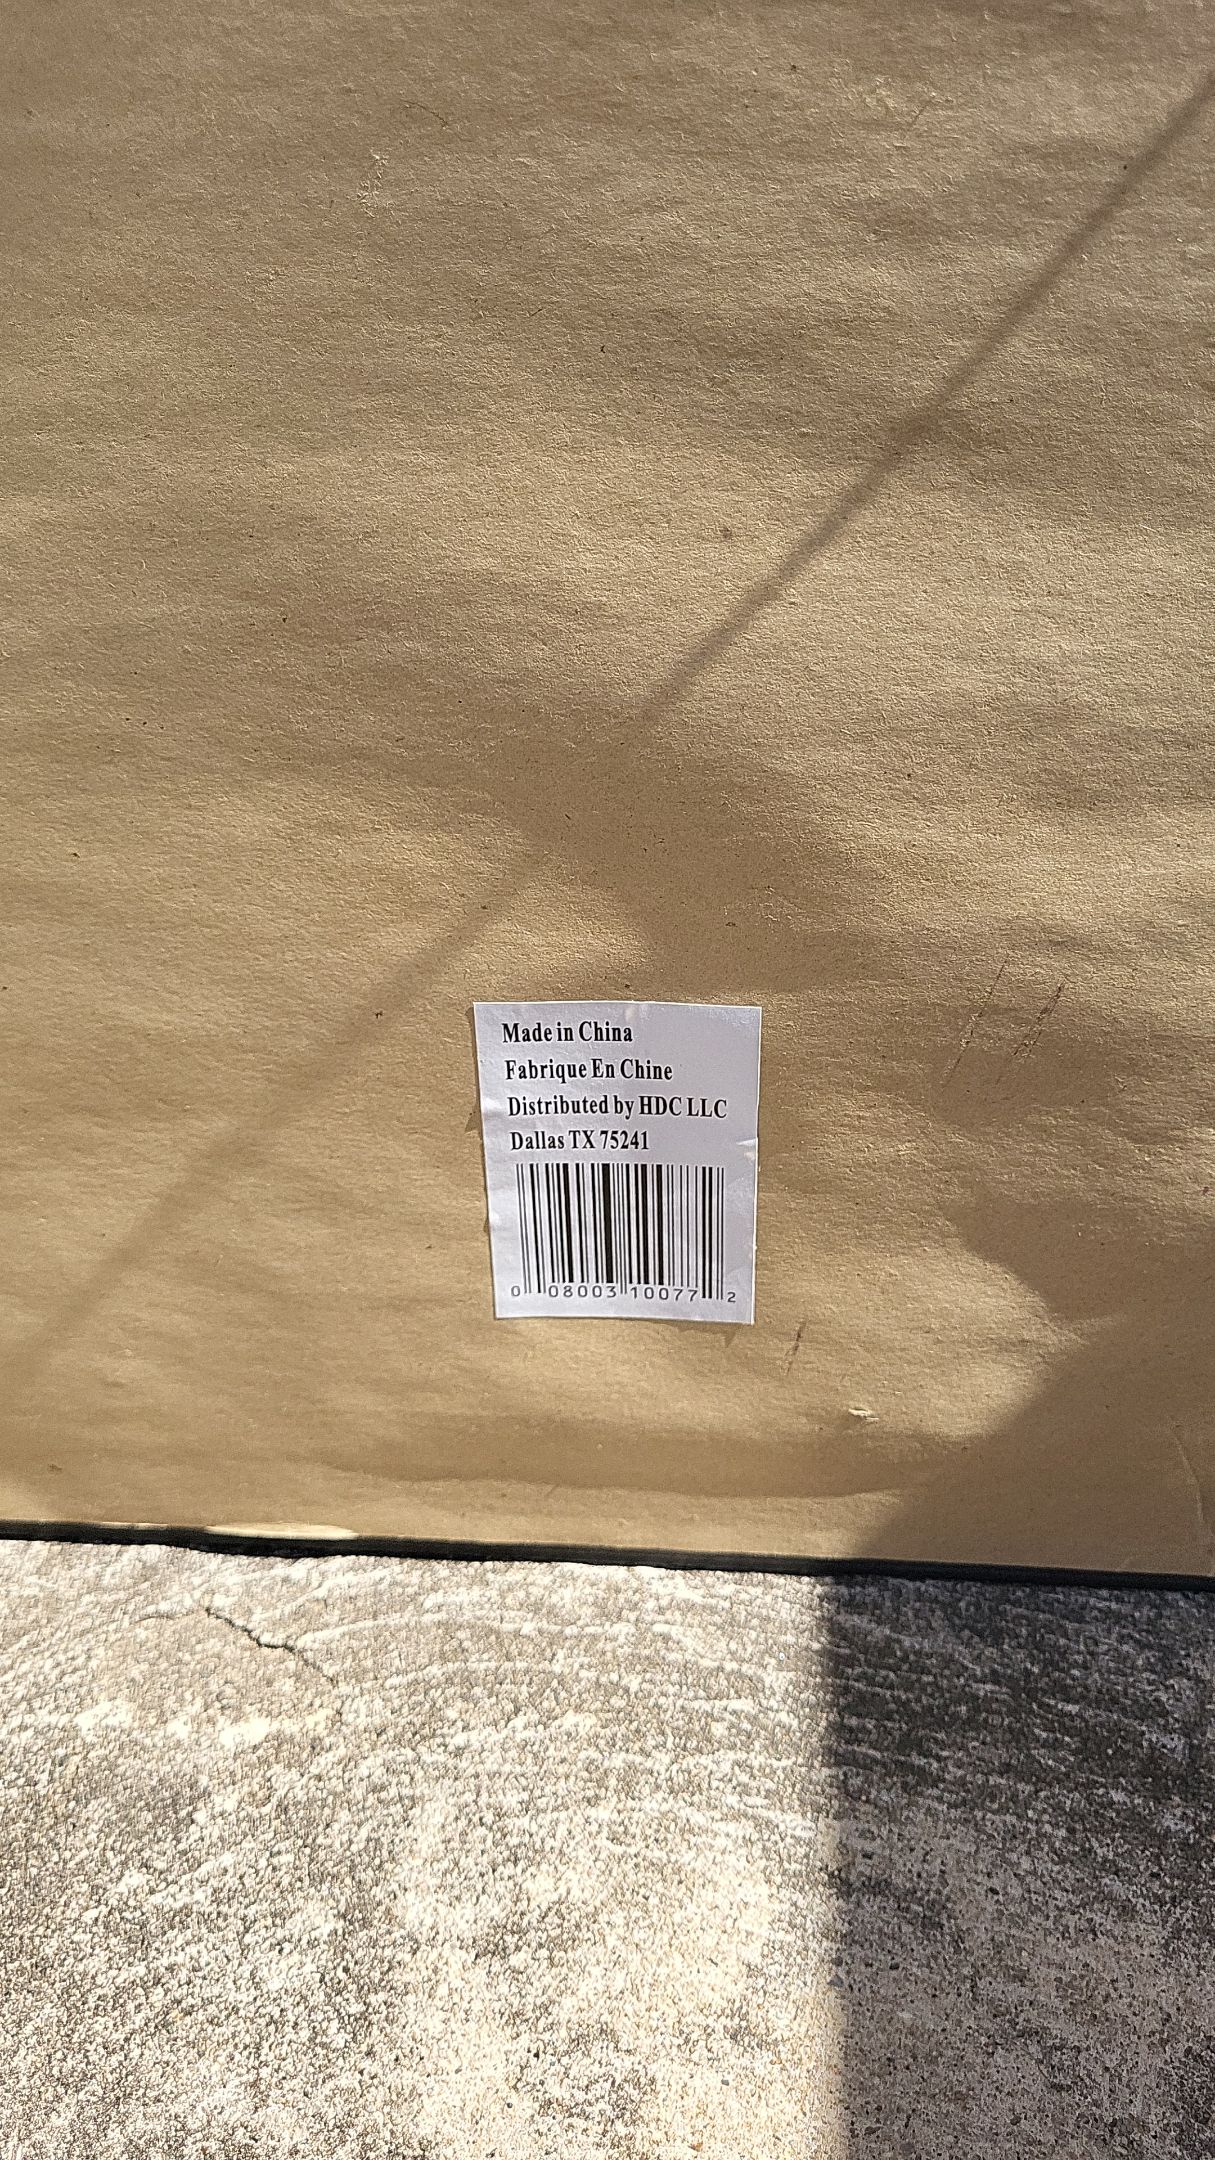 Made in China
Fabrique En Chine
Distributed by HDC LLC
Dallas TX 75241
0 08003 10077 2